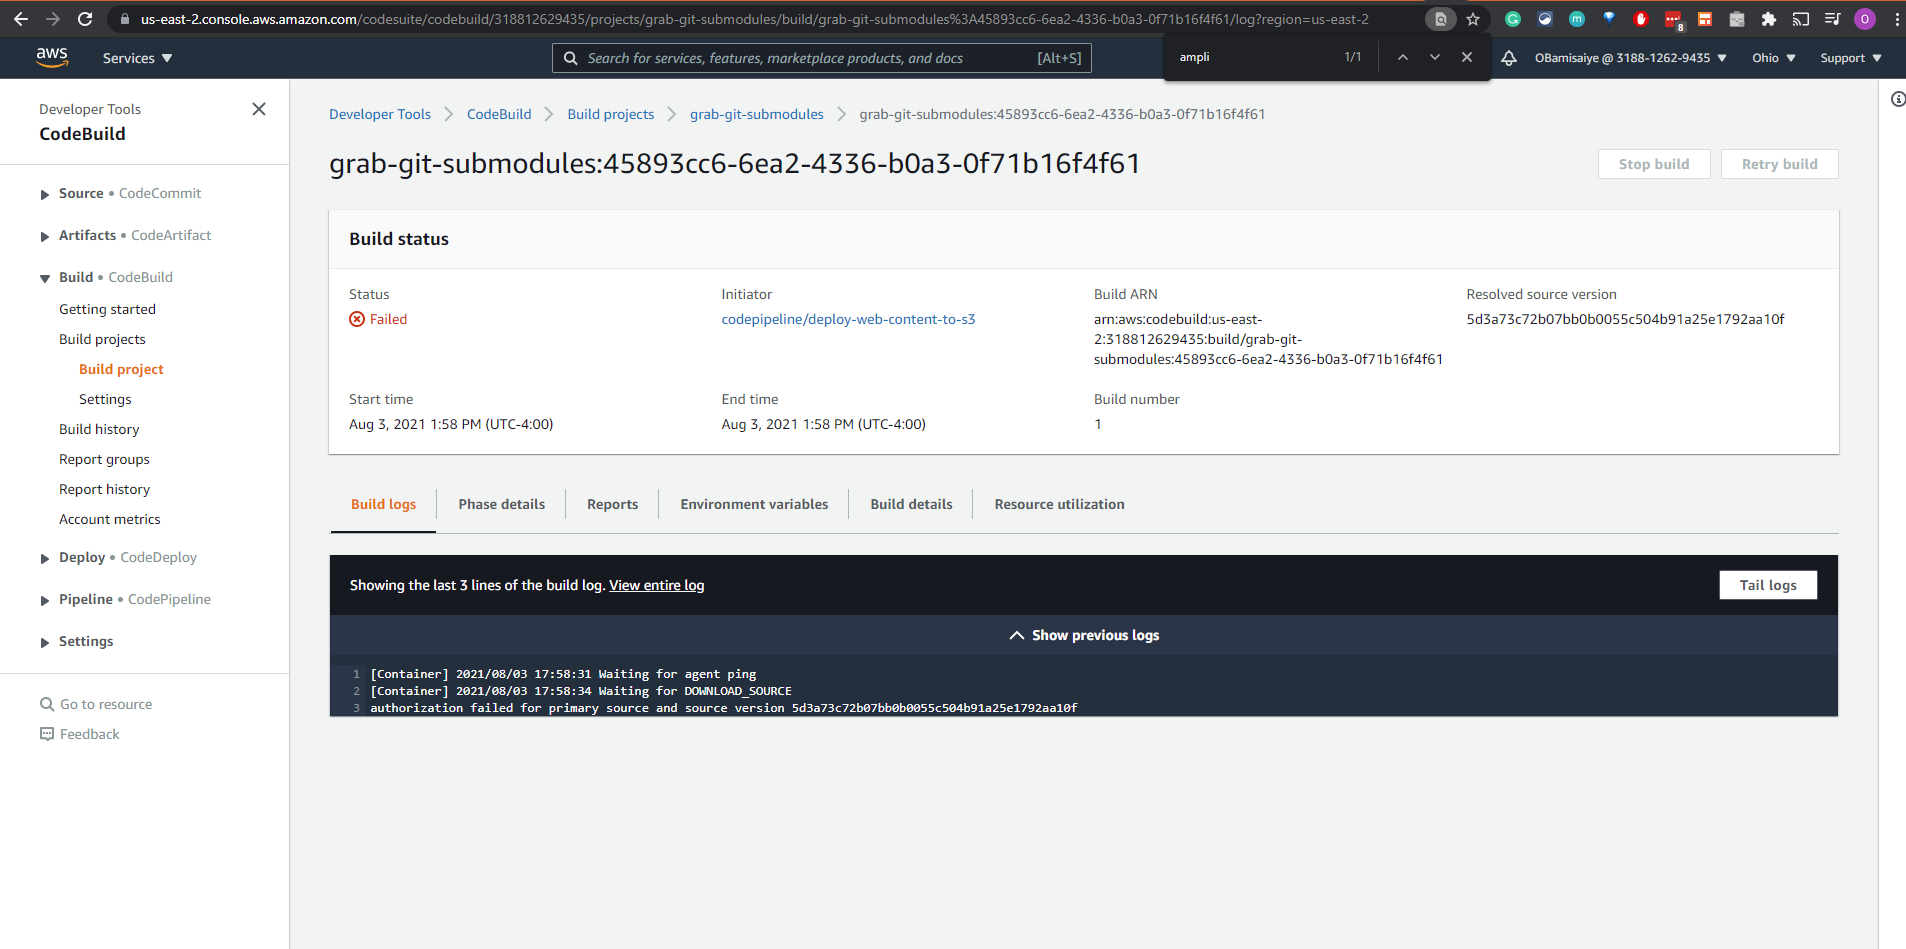 us-east-2.console.aws.amazon.com/codesuite/codebuild/318812629435/projects/grab-git-submodules/build/grab-git-submodules%3A45893cc6-6ea2-4336-b0a3-0f71b16f4f61/log?region=us-east-2
8
O
aws
Services
Search for services, features, marketplace products, and docs [Alt+S]
ampli 1/1
OBamisaiye @ 3188-1262-9435
Ohio
Support
Developer Tools
CodeBuild
Source • CodeCommit
Artifacts • CodeArtifact
Build • CodeBuild
Getting started
Build projects
Build project
Settings
Build history
Report groups
Report history
Account metrics
Deploy • CodeDeploy
Pipeline • CodePipeline
Settings
Go to resource
Feedback
Developer Tools CodeBuild Build projects grab-git-submodules grab-git-submodules:45893cc6-6ea2-4336-b0a3-0f71b16f4f61
grab-git-submodules:45893cc6-6ea2-4336-b0a3-0f71b16f4f61
Stop build
Retry build
Build status
Status
Failed
Initiator
codepipeline/deploy-web-content-to-s3
Build ARN
arn:aws:codebuild:us-east-
2:318812629435:build/grab-git-
submodules:45893cc6-6ea2-4336-b0a3-0f71b16f4f61
Resolved source version
5d3a73c72b07bb0b0055c504b91a25e1792aa10f
Start time
Aug 3, 2021 1:58 PM (UTC-4:00)
End time
Aug 3, 2021 1:58 PM (UTC-4:00)
Build number
1
Build logs
Phase details
Reports
Environment variables
Build details
Resource utilization
Showing the last 3 lines of the build log. View entire log
Tail logs
Show previous logs
1 [Container] 2021/08/03 17:58:31 Waiting for agent ping
2 [Container] 2021/08/03 17:58:34 Waiting for DOWNLOAD_SOURCE
3 authorization failed for primary source and source version 5d3a73c72b07bb0b0055c504b91a25e1792aa10f